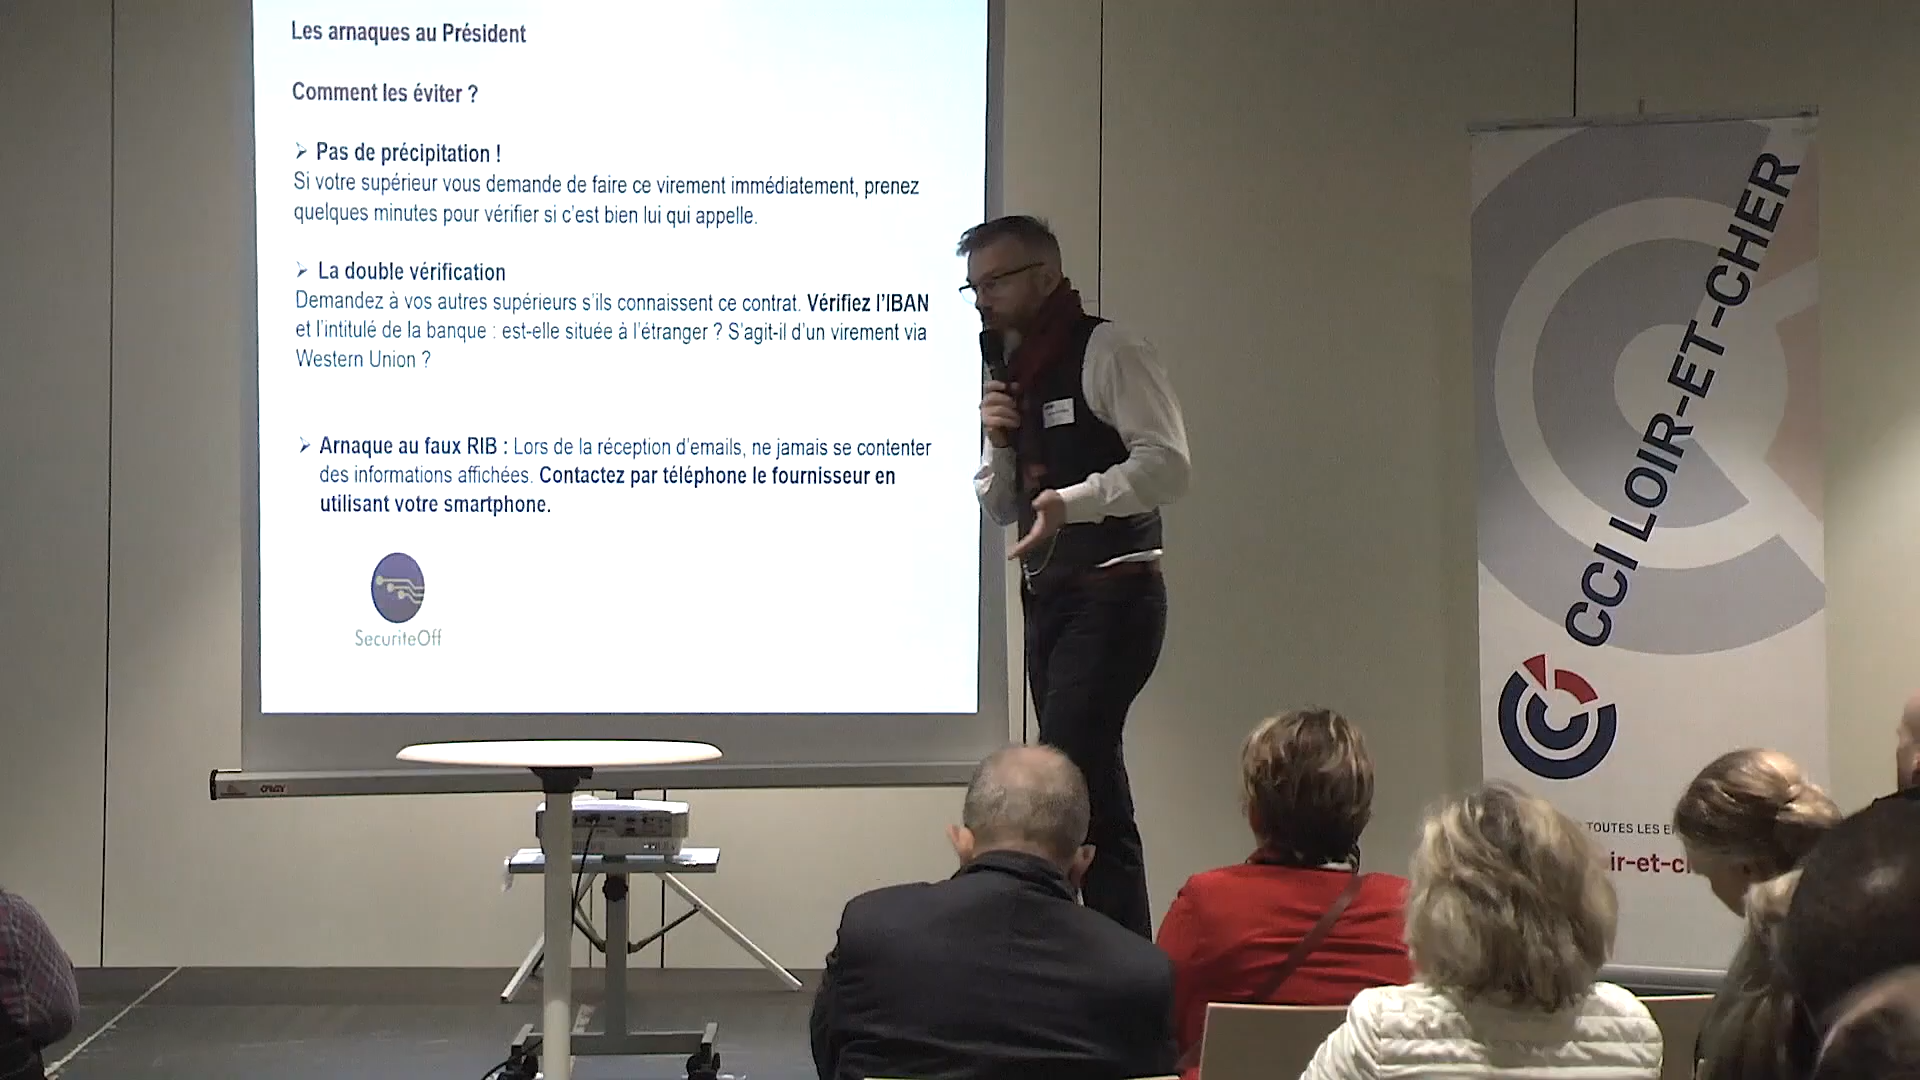 Les arnaques au Président
Comment les éviter ?
➢ Pas de précipitation !
Si votre supérieur vous demande de faire ce virement immédiatement, prenez
quelques minutes pour vérifier si c’est bien lui qui appelle.
➢ La double vérification
Demandez à vos autres supérieurs s’ils connaissent ce contrat. Vérifiez l’IBAN
et l’intitulé de la banque : est-elle située à l’étranger ? S’agit-il d’un virement via
Western Union ?
➢ Arnaque au faux RIB : Lors de la réception d’emails, ne jamais se contenter
des informations affichées. Contactez par téléphone le fournisseur en
utilisant votre smartphone.
SecuriteOff
CCI LOIR-ET-CHER
TOUTES LES
ir-et-c